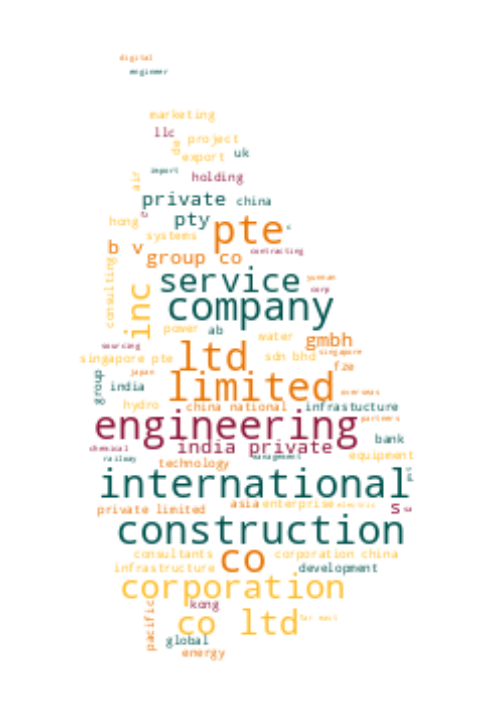 digital
engineer
marketing
llc
project
de
export
uk
import
holding
air
private
china
hong
pty
pte
systems
contracting
b v
group co
consulting
service
yunnan
corp
inc
company
power
ab
water
gmbh
sourcing
ltd
singapore
singapore pte
sdn bhd
fze
japan
group
india
limited
overseas
hydro
china national
infrastucture
engineering
partners
bank
chemical
india private
railway
management
equipment
technology
international
private limited
asia
enterprise
electric
s
construction
consultants
co
corporation china
infrastructure
development
corporation
pacific
kong
co ltd
far east
global
energy